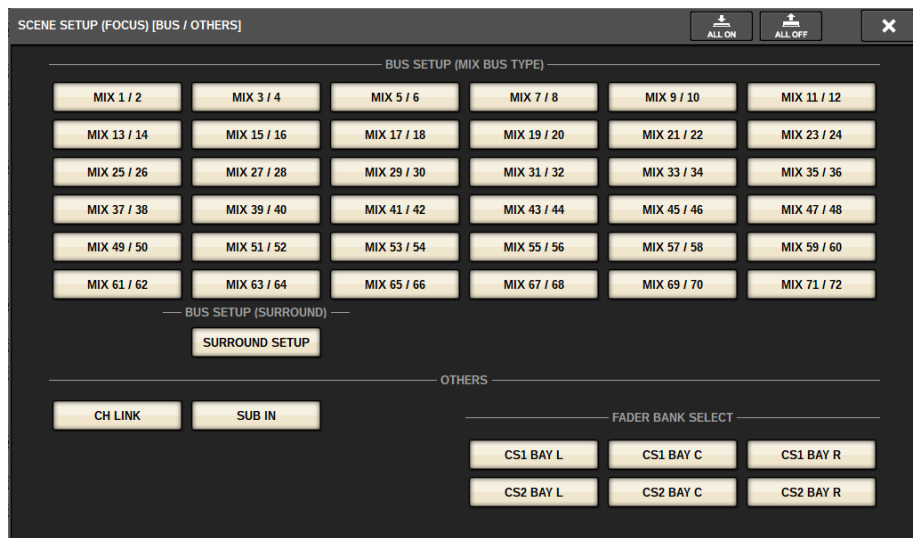 SCENE SETUP (FOCUS) [BUS / OTHERS]
ALL ON
ALL OFF
BUS SETUP (MIX BUS TYPE)
MIX 1 / 2
MIX 3 / 4
MIX 5 / 6
MIX 7 / 8
MIX 9 / 10
MIX 11 / 12
MIX 13 / 14
MIX 15 / 16
MIX 17 / 18
MIX 19 / 20
MIX 21 / 22
MIX 23 / 24
MIX 25 / 26
MIX 27 / 28
MIX 29 / 30
MIX 31 / 32
MIX 33 / 34
MIX 35 / 36
MIX 37 / 38
MIX 39 / 40
MIX 41 / 42
MIX 43 / 44
MIX 45 / 46
MIX 47 / 48
MIX 49 / 50
MIX 51 / 52
MIX 53 / 54
MIX 55 / 56
MIX 57 / 58
MIX 59 / 60
MIX 61 / 62
MIX 63 / 64
MIX 65 / 66
MIX 67 / 68
MIX 69 / 70
MIX 71 / 72
BUS SETUP (SURROUND)
SURROUND SETUP
OTHERS
CH LINK
SUB IN
FADER BANK SELECT
CS1 BAY L
CS1 BAY C
CS1 BAY R
CS2 BAY L
CS2 BAY C
CS2 BAY R